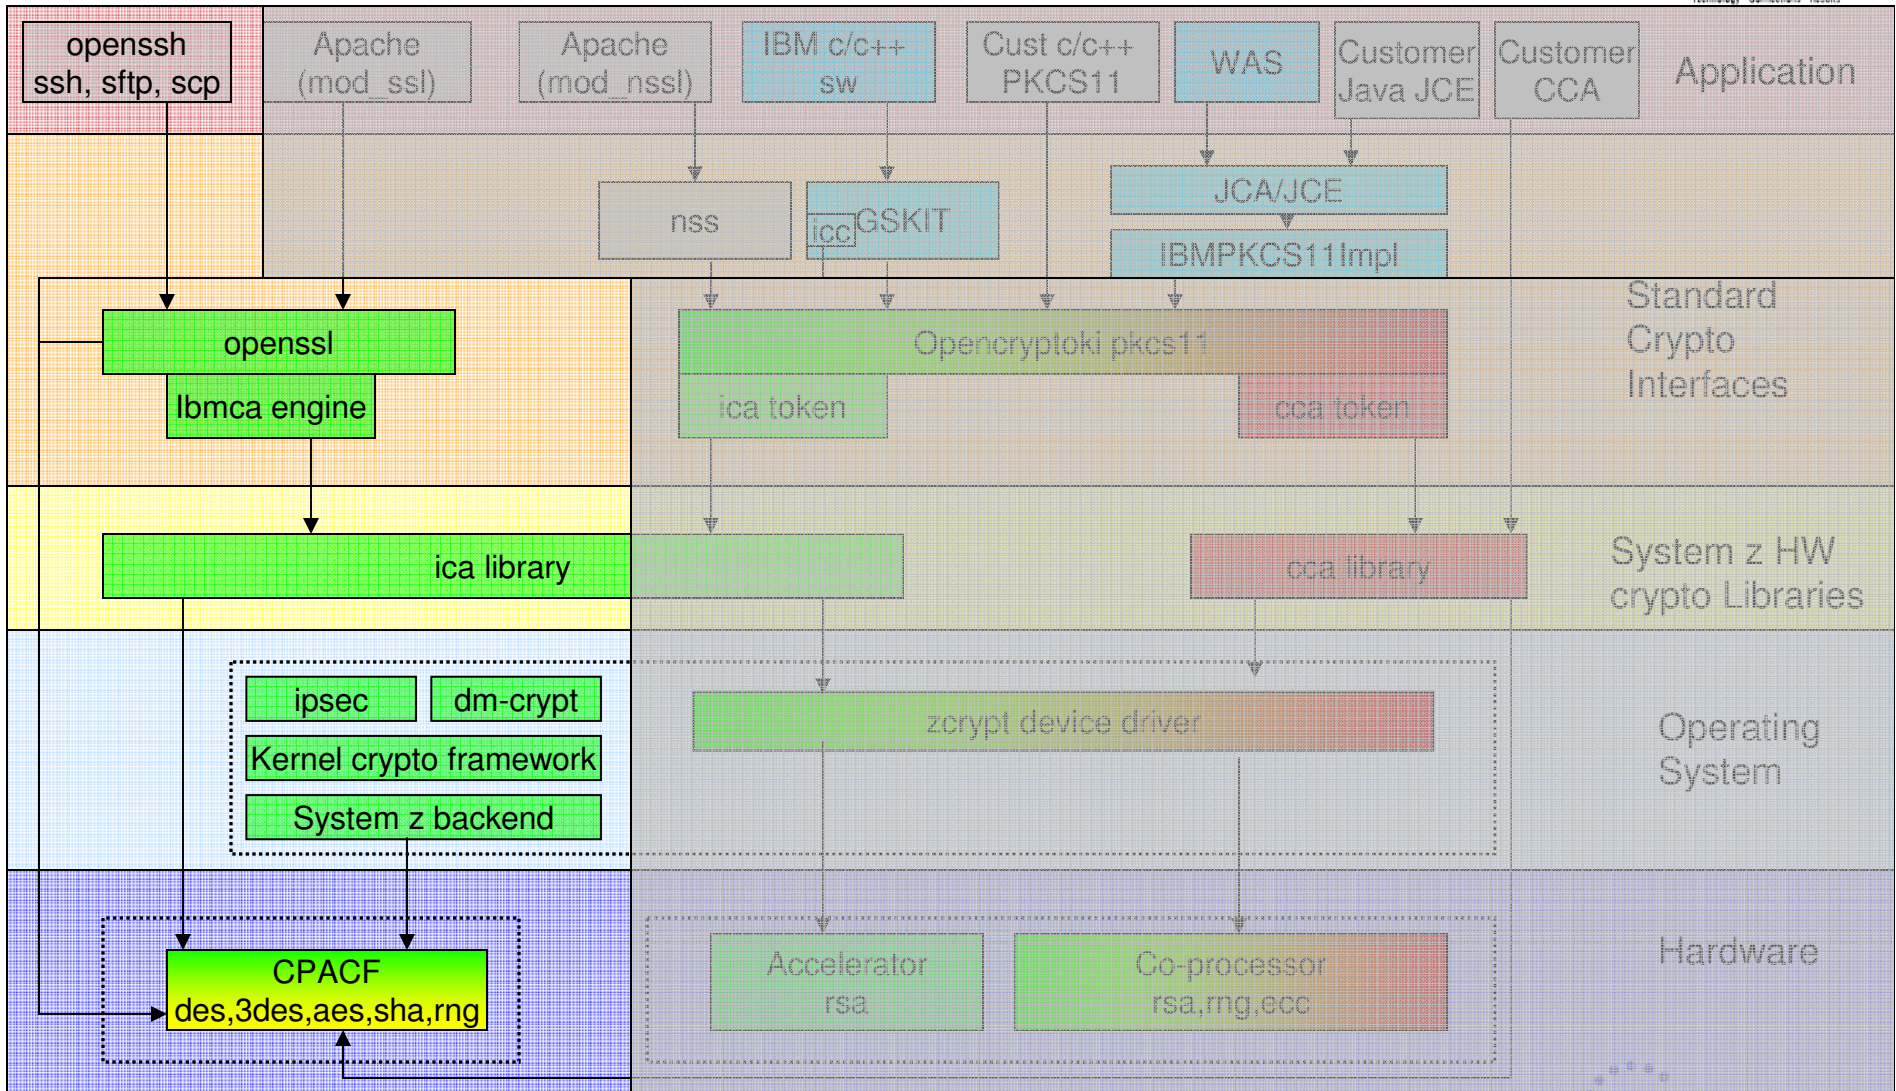 openssh
ssh, sftp, scp
Apache
(mod_ssl)
Apache
(mod_nssl)
IBM c/c++
sw
Cust c/c++
PKCS11
WAS
Customer
Java JCE
Customer
CCA
Application
nss
icc
GSKIT
JCA/JCE
IBMPKCS11Impl
Standard
Crypto
Interfaces
openssl
Ibmca engine
Opencryptoki pkcs11
ica token
cca token
ica library
cca library
System z HW
crypto Libraries
ipsec
dm-crypt
Kernel crypto framework
System z backend
zcrypt device driver
Operating
System
CPACF
des,3des,aes,sha,rng
Accelerator
rsa
Co-processor
rsa,rng,ecc
Hardware